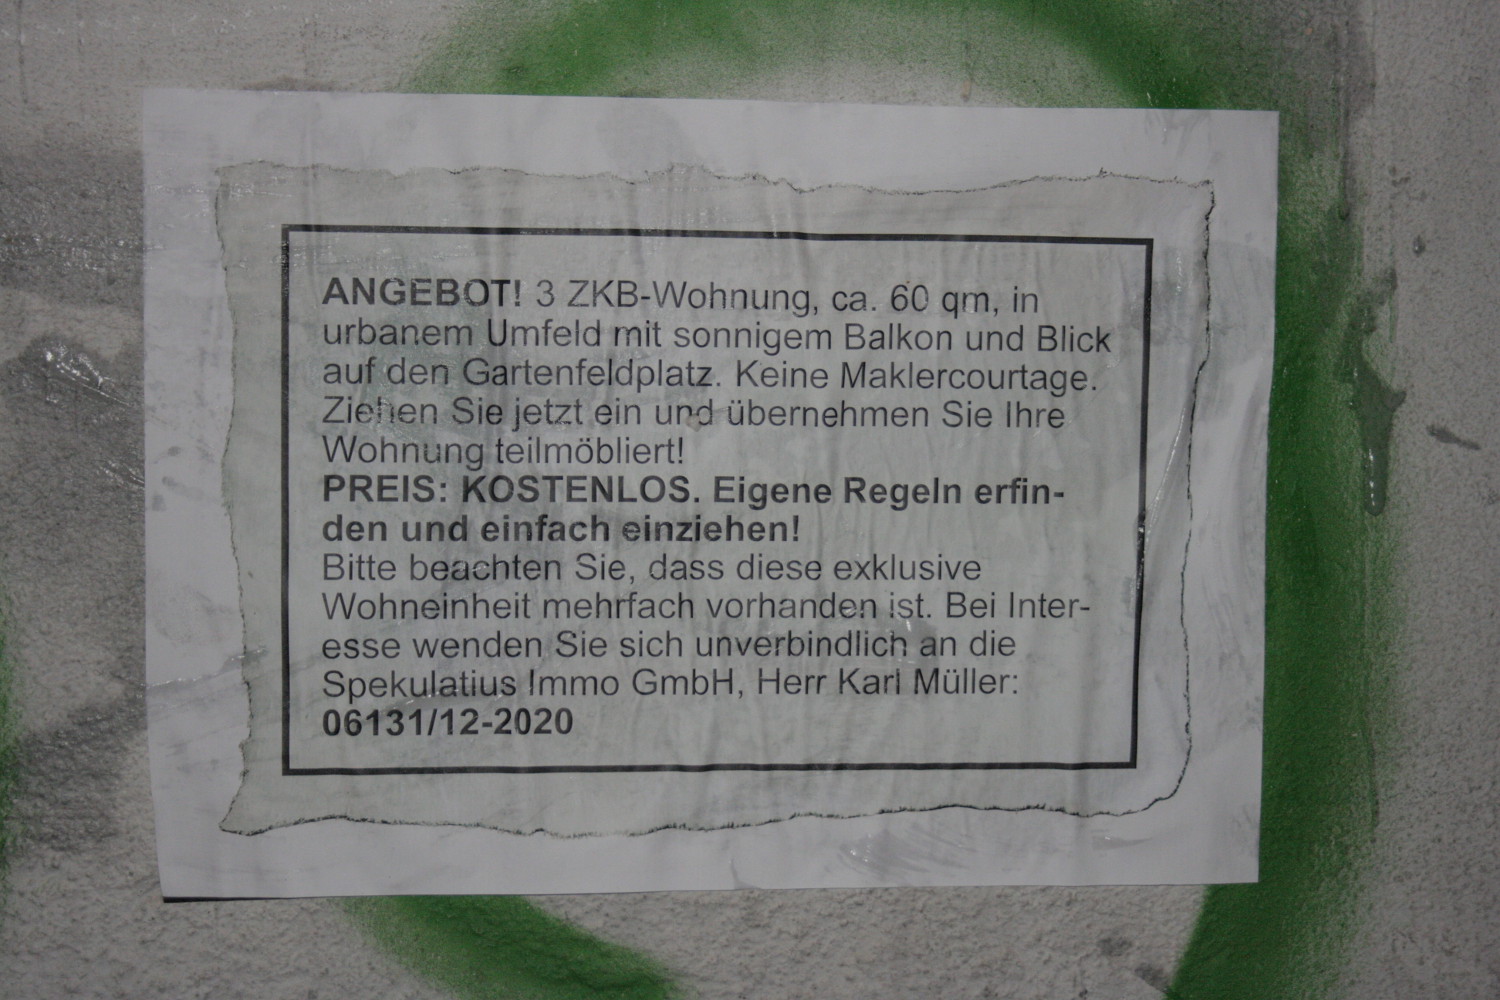 ANGEBOT! 3 ZKB-Wohnung, ca. 60 qm, in
urbanem Umfeld mit sonnigem Balkon und Blick
auf den Gartenfeldplatz. Keine Maklercourtage.
Ziehen Sie jetzt ein und übernehmen Sie Ihre
Wohnung teilmöbliert!
PREIS: KOSTENLOS. Eigene Regeln erfin-
den und einfach einziehen!
Bitte beachten Sie, dass diese exklusive
Wohneinheit mehrfach vorhanden ist. Bei Inter-
esse wenden Sie sich unverbindlich an die
Spekulatius Immo GmbH, Herr Karl Müller:
06131/12-2020